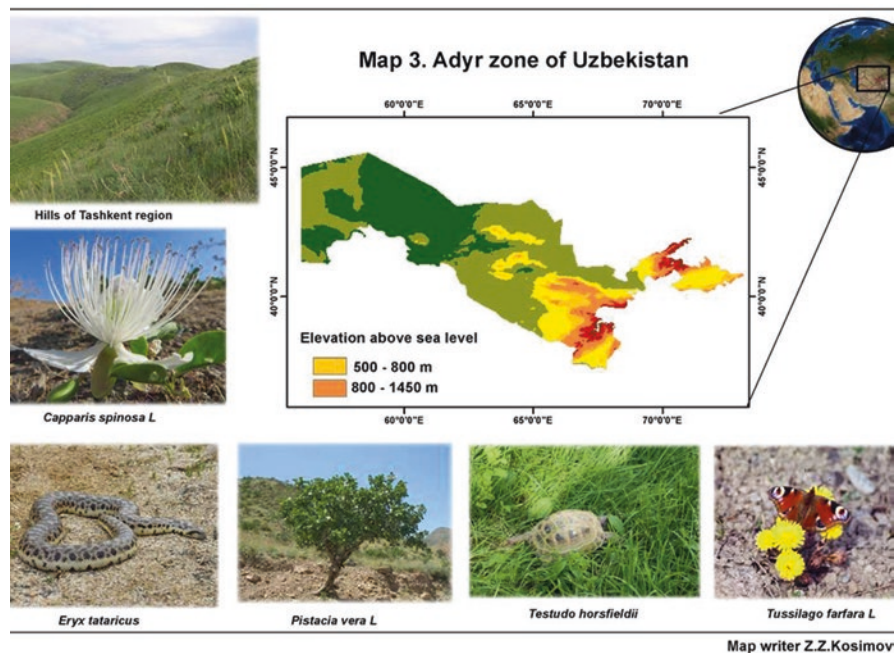 Map 3. Adyr zone of Uzbekistan
60°0'0"E 65°0'0"E 70°0'0"E
45°0'0"N 45°0'0"N
40°0'0"N 40°0'0"N
Elevation above sea level
500 - 800 m
800 - 1450 m
60°0'0"E 65°0'0"E 70°0'0"E
Hills of Tashkent region
Capparis spinosa L
Eryx tataricus
Pistacia vera L
Testudo horsfieldii
Tussilago farfara L
Map writer Z.Z.Kosimov